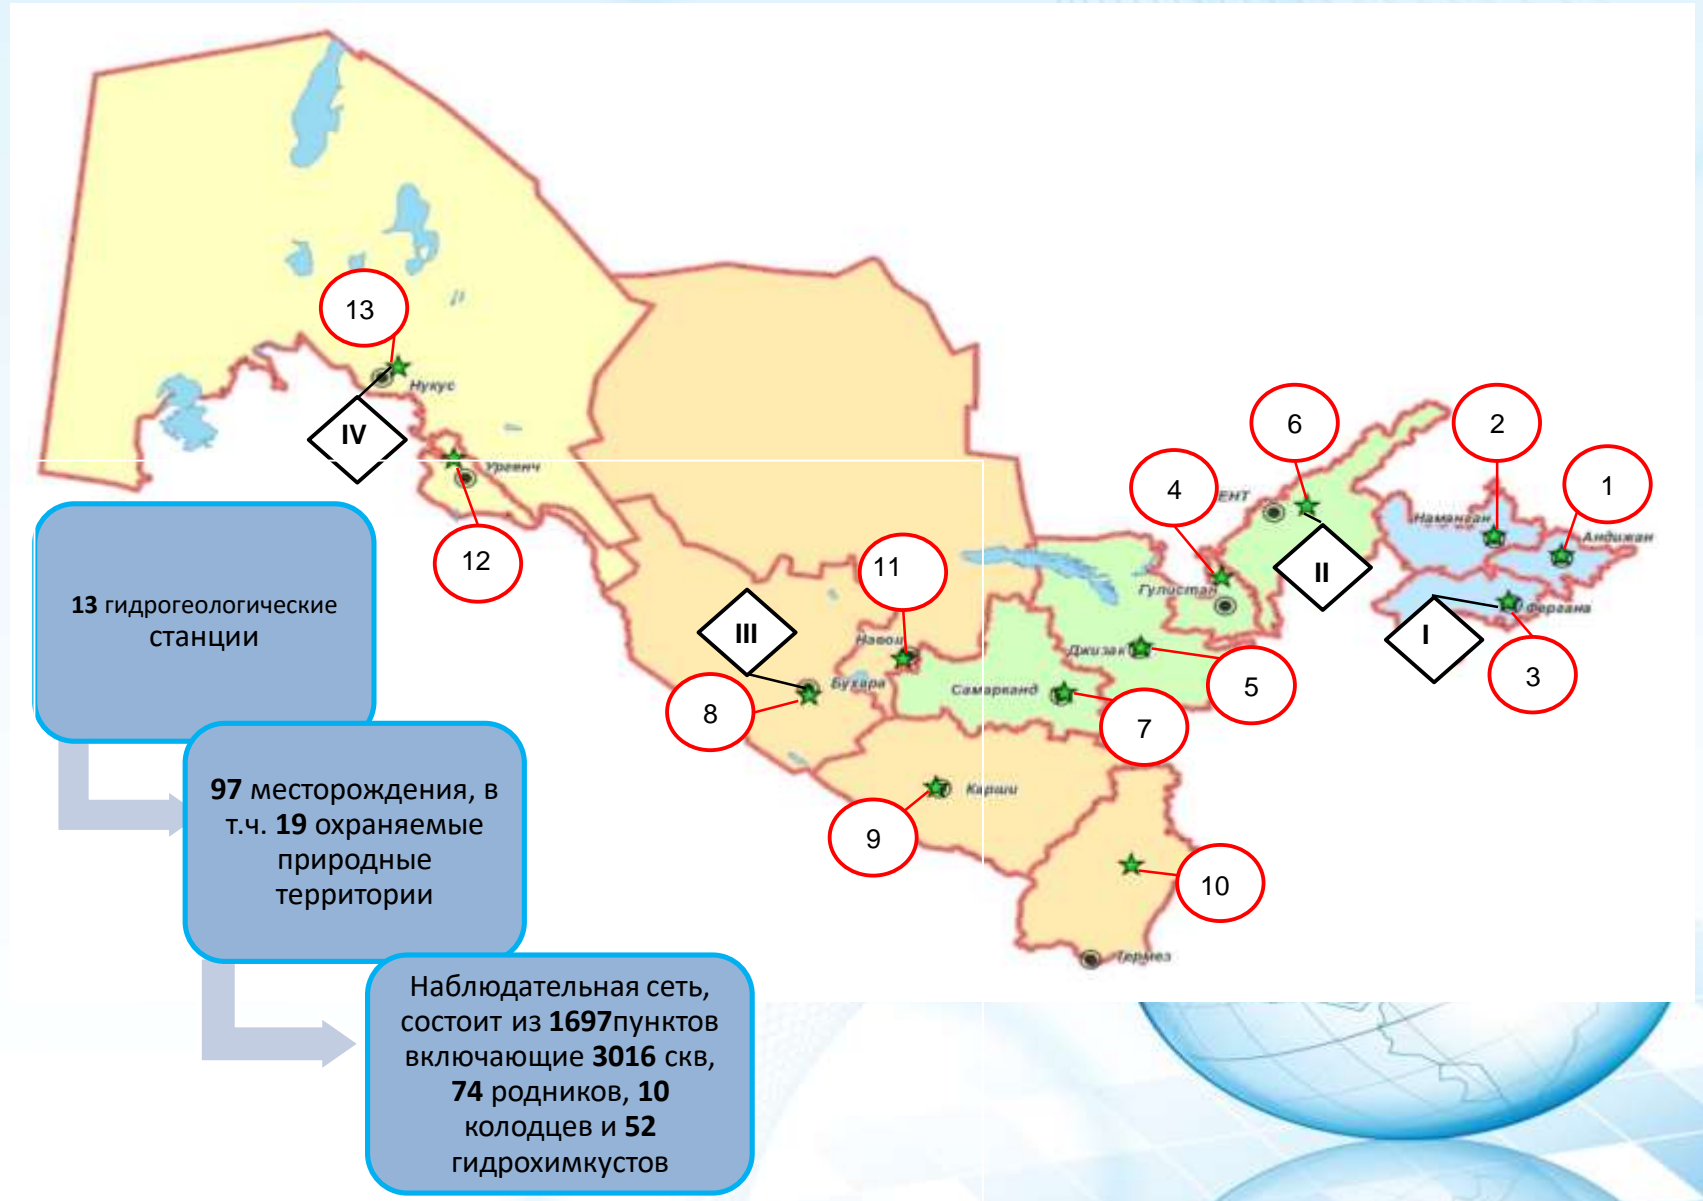 13
Нукус
IV
Ургенч
12
6
2
1
4
ЕНТ
Наманган
Андижан
II
11
Гулистан
Фергана
I
III
Навои
Джизак
3
5
Бухара
Самарканд
8
7
Карши
9
10
Термез
13 гидрогеологические
станции
97 месторождения, в
т.ч. 19 охраняемые
природные
территории
Наблюдательная сеть,
состоит из 1697пунктов
включающие 3016 скв,
74 родников, 10
колодцев и 52
гидрохимкустов